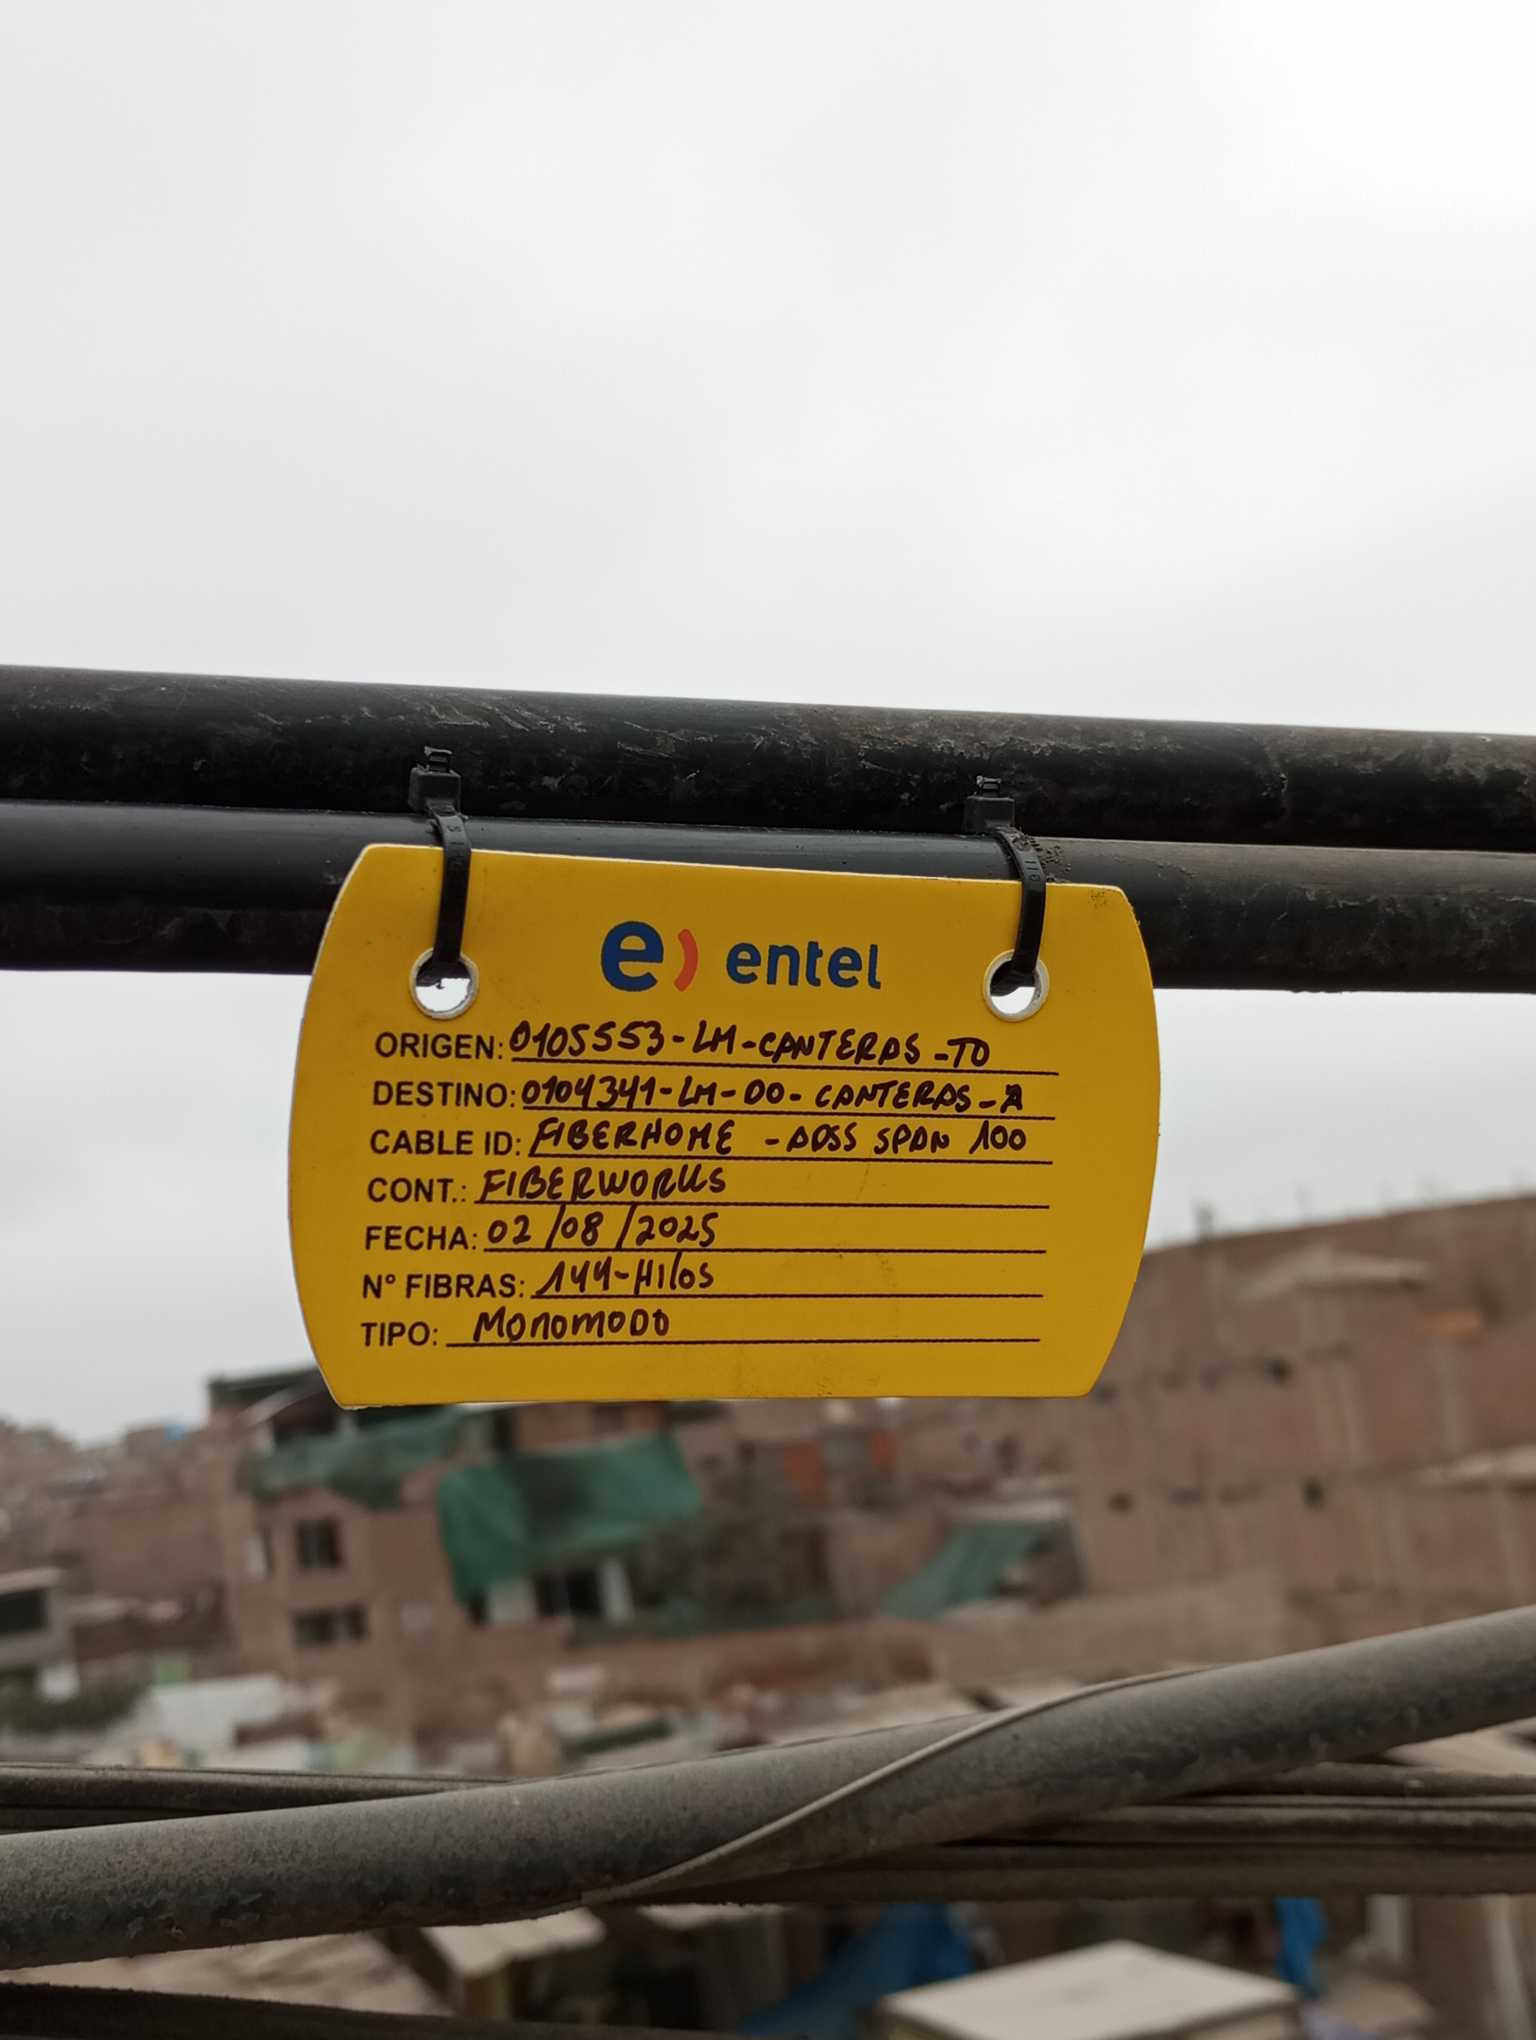 e) entel
ORIGEN: 0105553-LM-CANTERAS-TO
DESTINO: 0104341-LM-DO-CANTERAS-A
CABLE ID: FIBERHOME -ADSS SPAN 100
CONT.: FIBERWORKS
FECHA: 02/08/2025
N° FIBRAS: 144-Hilos
TIPO: MONOMODO